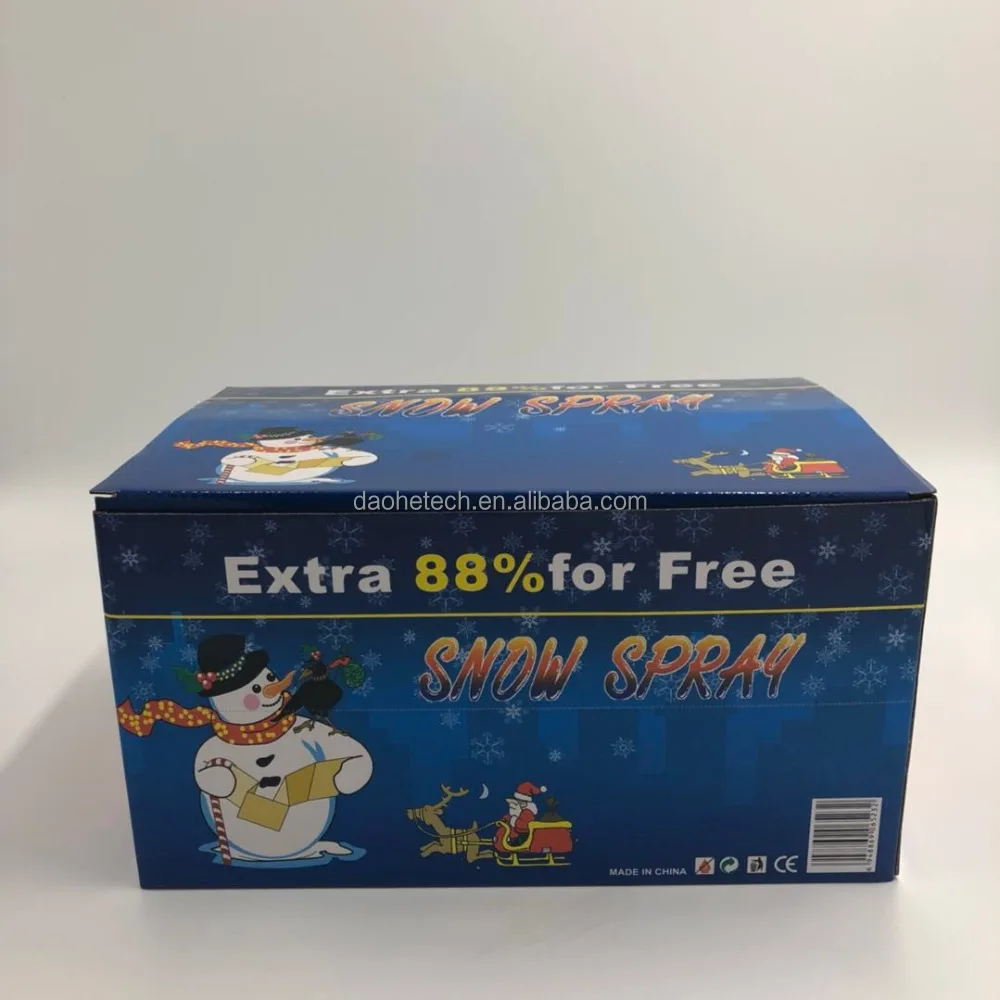 Extra 88%for Free
SNOW SPRAY
daohetech.en.alibaba.com
Extra 88%for Free
SNOW SPRAY
MADE IN CHINA
CE